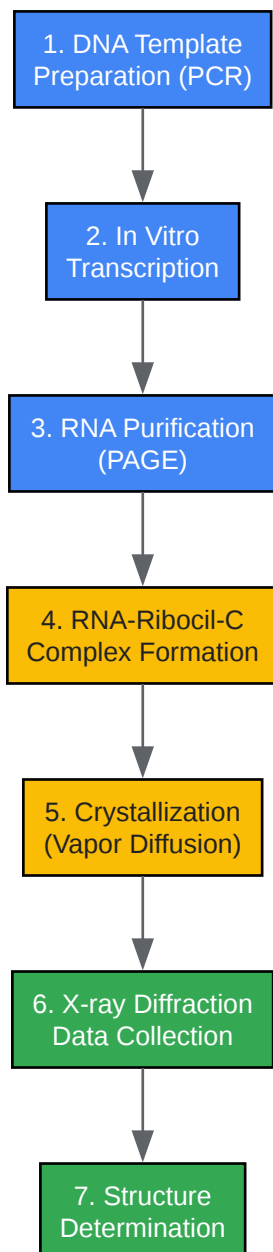 1. DNA Template
Preparation (PCR)
2. In Vitro
Transcription
3. RNA Purification
(PAGE)
4. RNA-Ribocil-C
Complex Formation
5. Crystallization
(Vapor Diffusion)
6. X-ray Diffraction
Data Collection
7. Structure
Determination